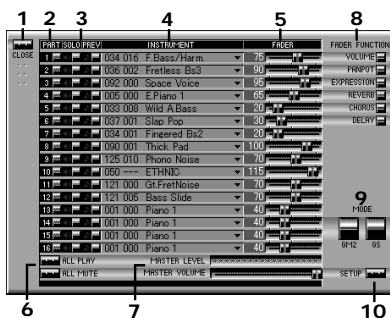 1 2 3 4 5 8
PART SOLO PREV INSTRUMENT FADER FADER FUNCTION
CLOSE
1 034 016 F.Bass/Harm. 75 VOLUME
2 036 002 Fretless Bs3 90 PANPOT
3 092 000 Space Voice 95 EXPRESSION
4 005 000 E.Piano 1 65 REVERB
5 033 008 Wild A.Bass 20 CHORUS
6 037 001 Slap Pop 30 DELAY
7 034 001 Fingered Bs2 20
8 090 001 Thick Pad 100
9 125 010 Phono Noise 70
10 050 --- ETHNIC 115
11 121 000 Gt.FretNoise 70
12 121 005 Bass Slide 70
13 001 000 Piano 1 40
14 001 000 Piano 1 40
15 001 000 Piano 1 40
16 001 000 Piano 1 40
9
MODE
GM2 GS
ALL PLAY MASTER LEVEL
ALL MUTE MASTER VOLUME SETUP
6 7 10